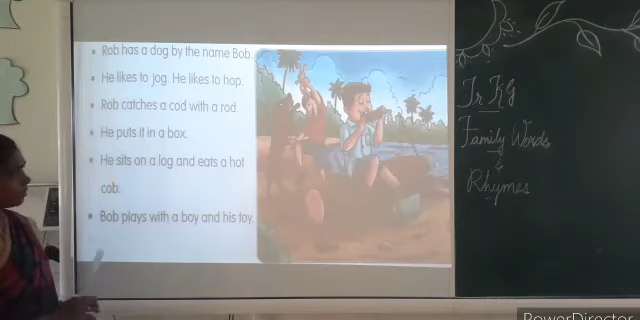 Rob has a dog by the name Bob.
He likes to jog. He likes to hop.
Rob catches a cod with a rod.
He puts it in a box.
He sits on a log and eats a hot
cob.
Bob plays with a boy and his toy.
Jr KG
Family Words
&
Rhymes
PowerDirector